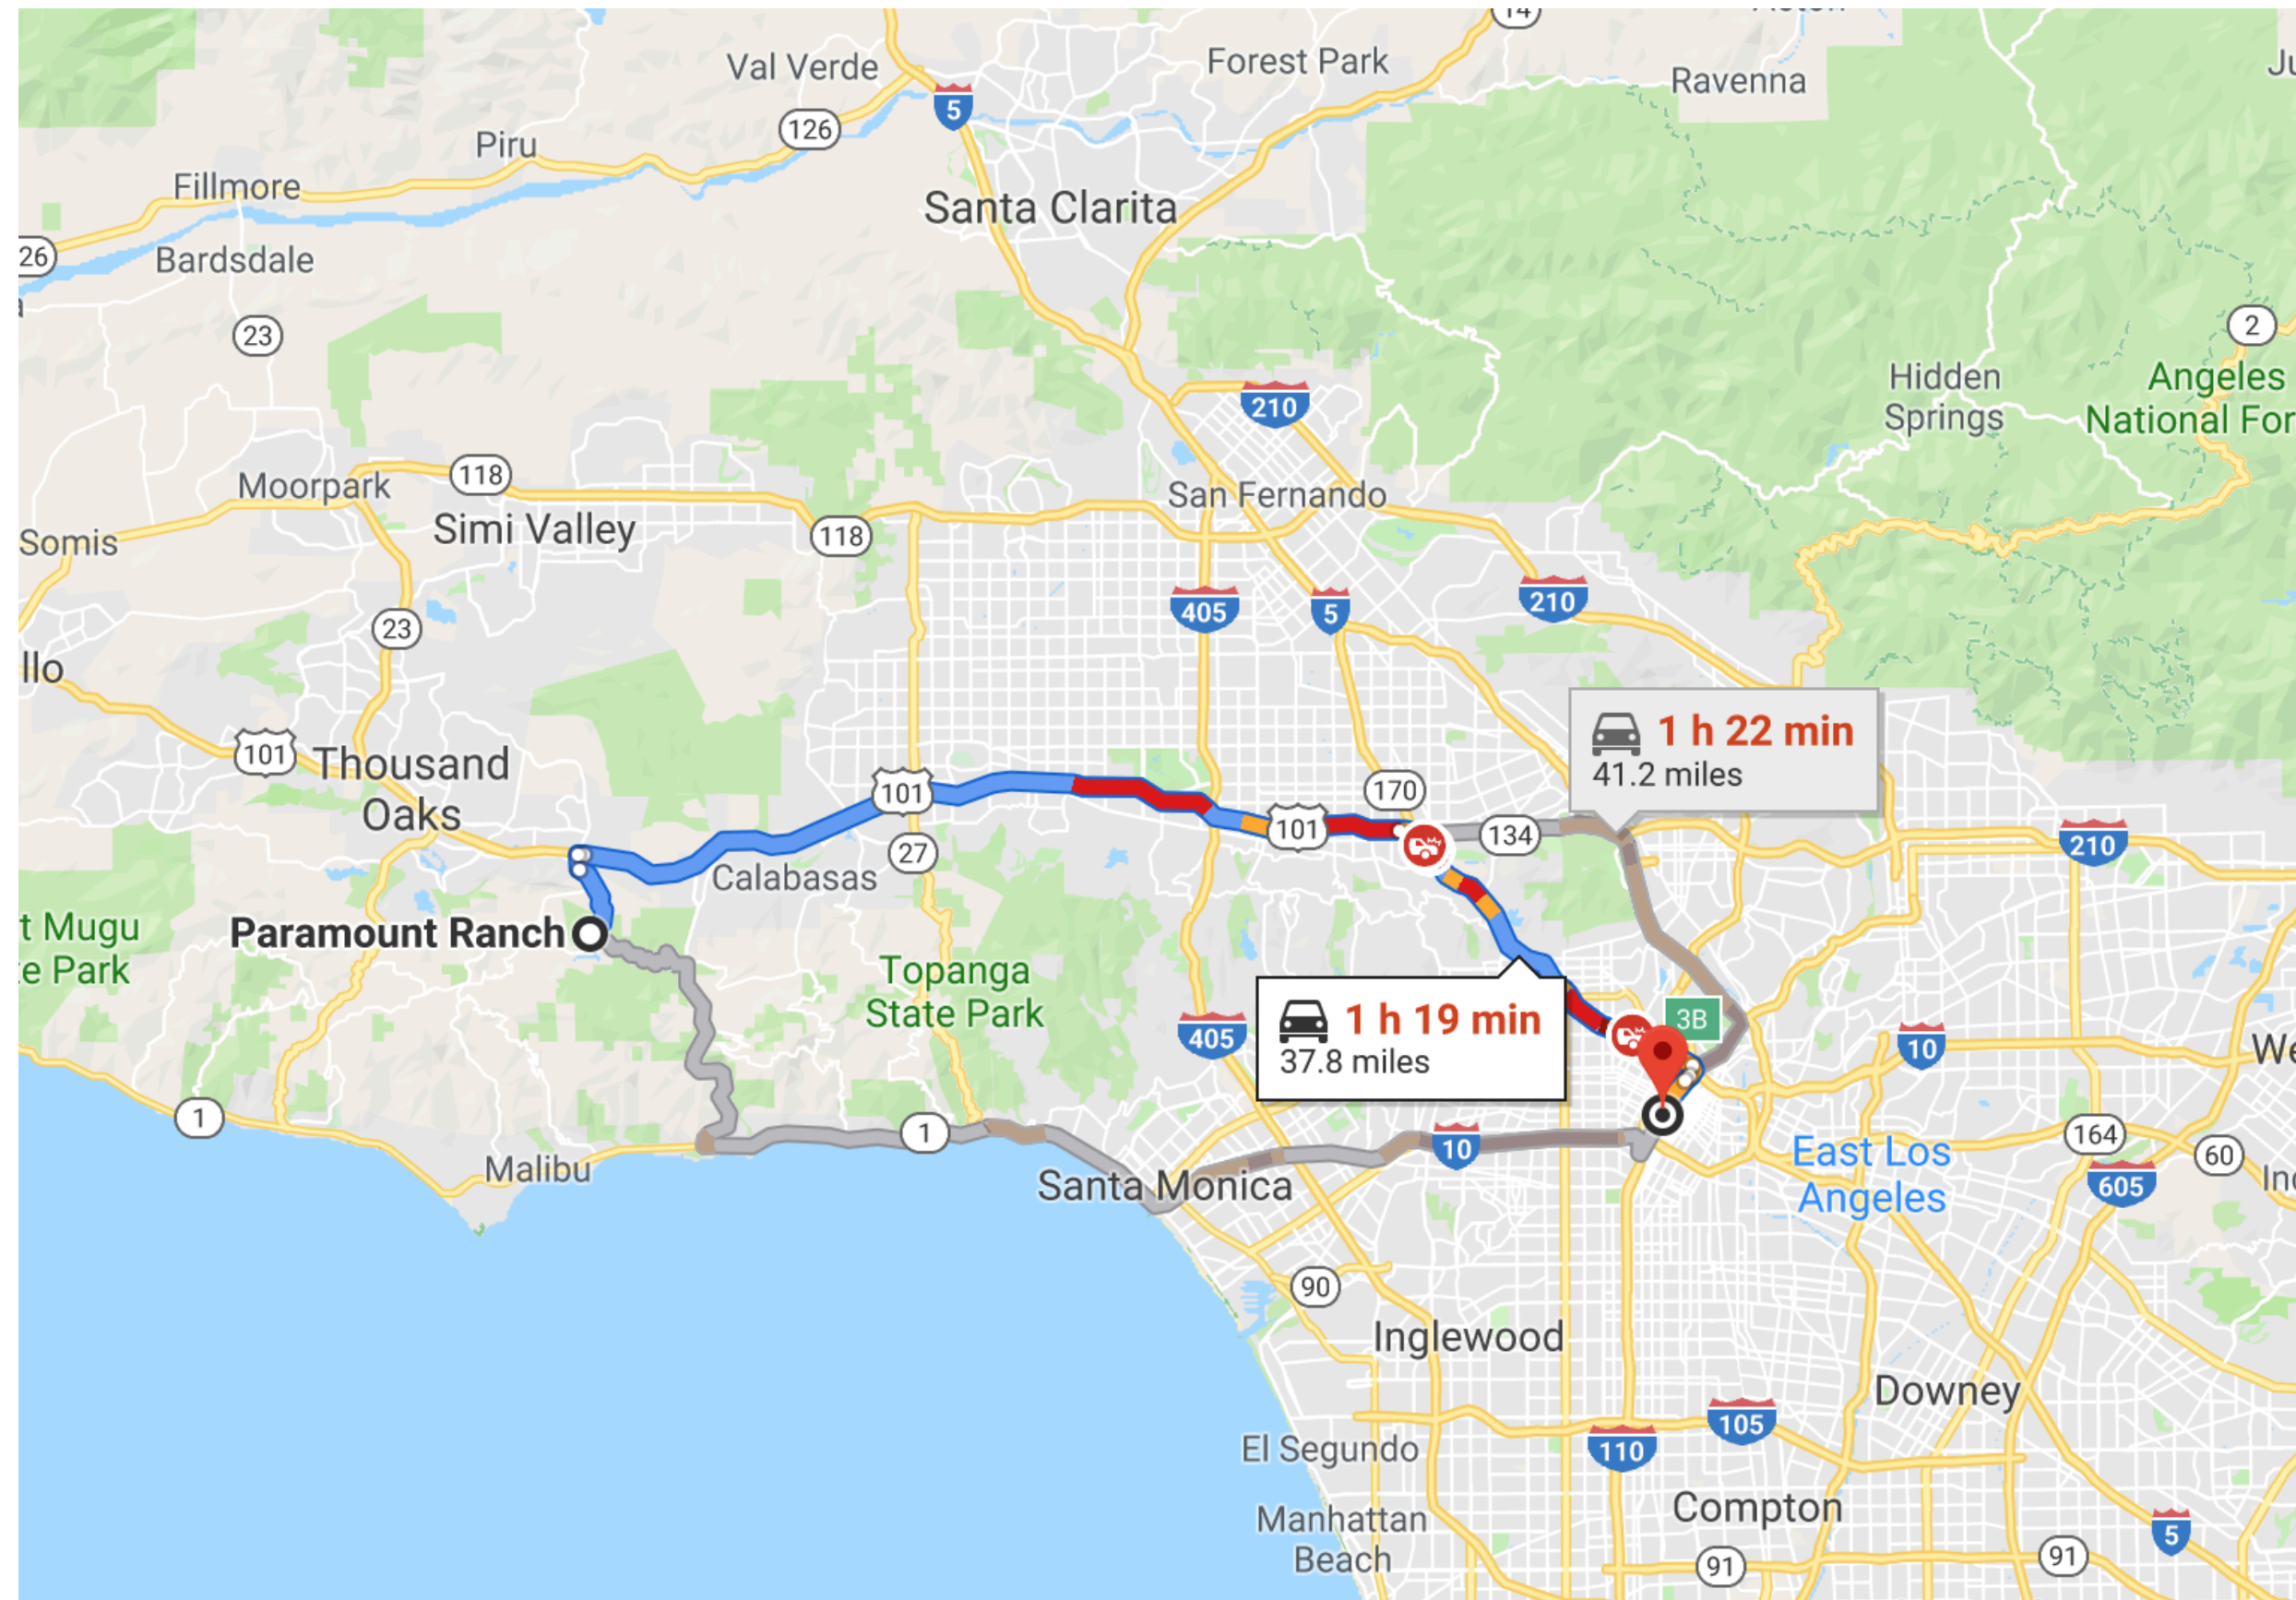 14
Val Verde
Forest Park
Ravenna
5
126
Piru
Fillmore
Santa Clarita
26
Bardsdale
23
2
Hidden
Springs
Angeles
National For
210
Moorpark
118
San Fernando
Simi Valley
118
Somis
405
5
210
23
llo
1 h 22 min
41.2 miles
101
Thousand
Oaks
101
170
101
134
27
210
Calabasas
Paramount Ranch
t Mugu
e Park
Topanga
State Park
405
1 h 19 min
37.8 miles
3B
10
We
1
1
10
164
60
East Los
Angeles
Malibu
Santa Monica
605
Inc
90
Inglewood
Downey
105
110
El Segundo
Compton
Manhattan
Beach
5
91
91